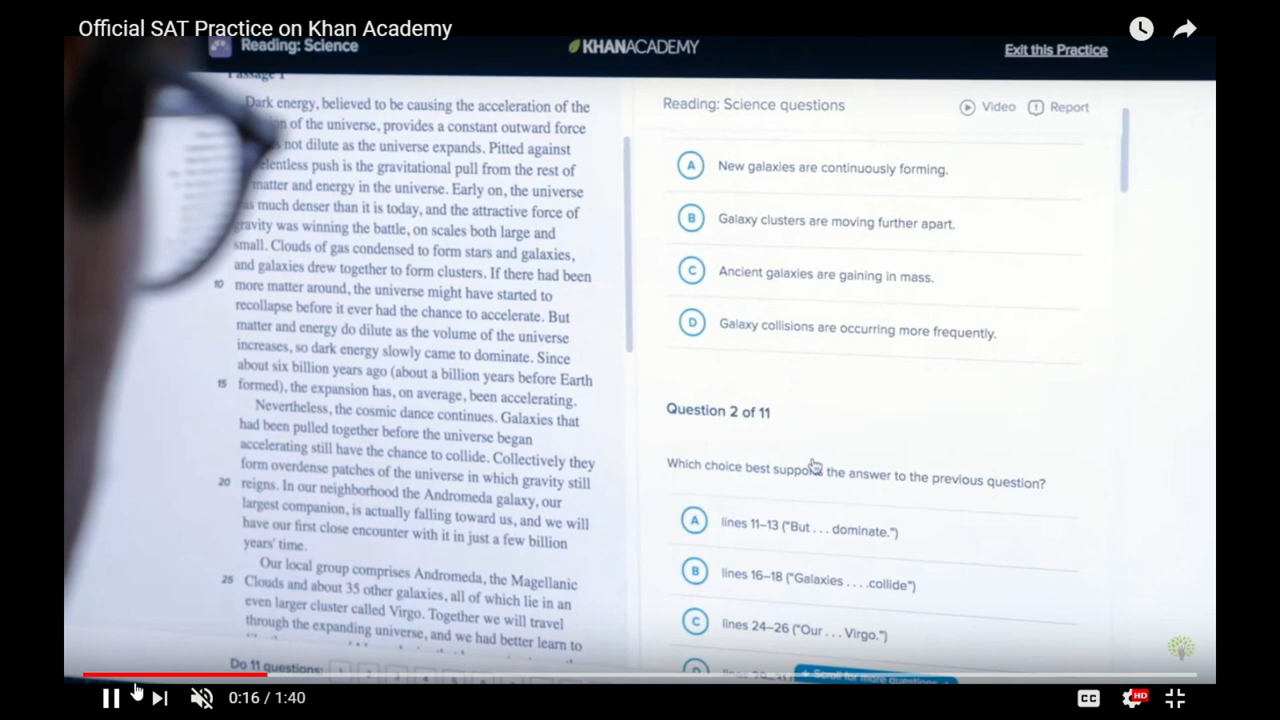 Official SAT Practice on Khan Academy
Reading: Science
KHANACADEMY
Exit this Practice
Passage 1
Dark energy, believed to be causing the acceleration of the
of the universe, provides a constant outward force
not dilute as the universe expands. Pitted against
relentless push is the gravitational pull from the rest of
matter and energy in the universe. Early on, the universe
was much denser than it is today, and the attractive force of
gravity was winning the battle, on scales both large and
small. Clouds of gas condensed to form stars and galaxies,
and galaxies drew together to form clusters. If there had been
10 more matter around, the universe might have started to
recollapse before it ever had the chance to accelerate. But
matter and energy do dilute as the volume of the universe
increases, so dark energy slowly came to dominate. Since
about six billion years ago (about a billion years before Earth
15 formed), the expansion has, on average, been accelerating.
Nevertheless, the cosmic dance continues. Galaxies that
had been pulled together before the universe began
accelerating still have the chance to collide. Collectively they
form overdense patches of the universe in which gravity still
20 reigns. In our neighborhood the Andromeda galaxy, our
largest companion, is actually falling toward us, and we will
have our first close encounter with it in just a few billion
years' time.
Our local group comprises Andromeda, the Magellanic
25 Clouds and about 35 other galaxies, all of which lie in an
even larger cluster called Virgo. Together we will travel
through the expanding universe, and we had better learn to
Do 11 questions:
Reading: Science questions
Video
Report
A New galaxies are continuously forming.
B Galaxy clusters are moving further apart.
C Ancient galaxies are gaining in mass.
D Galaxy collisions are occurring more frequently.
Question 2 of 11
Which choice best supports the answer to the previous question?
A lines 11–13 ("But . . . dominate.")
B lines 16–18 ("Galaxies . . . .collide")
C lines 24–26 ("Our . . . Virgo.")
D lines
Scroll for more questions
0:16 / 1:40
CC
HD